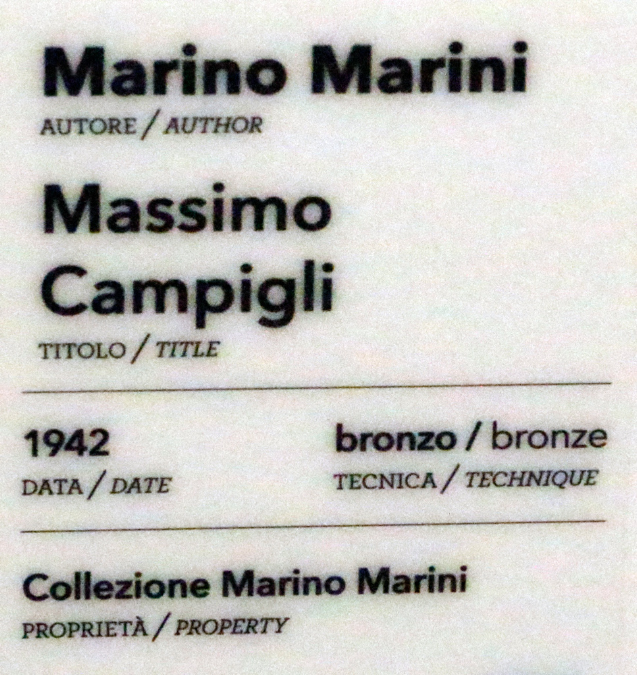 Marino Marini
AUTORE / AUTHOR
Massimo
Campigli
TITOLO / TITLE
1942 bronzo / bronze
DATA / DATE TECNICA / TECHNIQUE
Collezione Marino Marini
PROPRIETÀ / PROPERTY